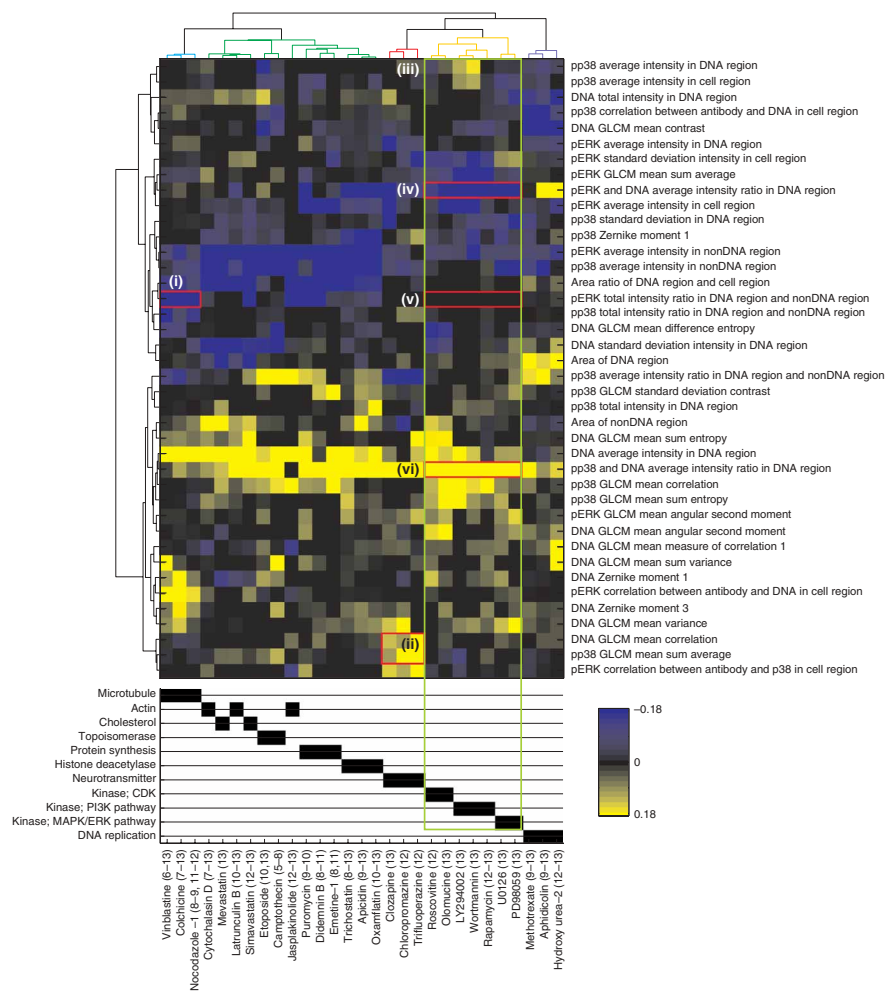 (iii)
pp38 average intensity in DNA region
pp38 average intensity in cell region
DNA total intensity in DNA region
pp38 correlation between antibody and DNA in cell region
DNA GLCM mean contrast
pERK average intensity in DNA region
pERK standard deviation intensity in cell region
pERK GLCM mean sum average
(iv)
pERK and DNA average intensity ratio in DNA region
pERK average intensity in cell region
pp38 standard deviation in DNA region
pp38 Zernike moment 1
pERK average intensity in nonDNA region
pp38 average intensity in nonDNA region
(i)
Area ratio of DNA region and cell region
(v)
pERK total intensity ratio in DNA region and nonDNA region
pp38 total intensity ratio in DNA region and nonDNA region
DNA GLCM mean difference entropy
DNA standard deviation intensity in DNA region
Area of DNA region
pp38 average intensity ratio in DNA region and nonDNA region
pp38 GLCM standard deviation contrast
pp38 total intensity in DNA region
Area of nonDNA region
DNA GLCM mean sum entropy
DNA average intensity in DNA region
(vi)
pp38 and DNA average intensity ratio in DNA region
pp38 GLCM mean correlation
pp38 GLCM mean sum entropy
pERK GLCM mean angular second moment
DNA GLCM mean angular second moment
DNA GLCM mean measure of correlation 1
DNA GLCM mean sum variance
DNA Zernike moment 1
pERK correlation between antibody and DNA in cell region
DNA Zernike moment 3
DNA GLCM mean variance
(ii)
DNA GLCM mean correlation
pp38 GLCM mean sum average
pERK correlation between antibody and p38 in cell region
Microtubule
Actin
Cholesterol
Topoisomerase
Protein synthesis
Histone deacetylase
Neurotransmitter
Kinase; CDK
Kinase; PI3K pathway
Kinase; MAPK/ERK pathway
DNA replication
−0.18
0
0.18
Vinblastine (6–13)
Colchicine (7–13)
Nocodazole −1 (8–9, 11–12)
Cytochalasin D (7–13)
Mevastatin (13)
Latrunculin B (10–13)
Simavastatin (12–13)
Etoposide (10, 13)
Camptothecin (5–8)
Jasplakinolide (12–13)
Puromycin (9–10)
Didemnin B (8–11)
Emetine–1 (8,11)
Trichostatin (8–13)
Apicidin (9–13)
Oxamflatin (10–13)
Clozapine (13)
Chloropromazine (12)
Trifluoperazine (12)
Roscovitine (12)
Olomucine (13)
LY294002 (13)
Wortmannin (13)
Rapamycin (12–13)
U0126 (13)
PD98059 (13)
Methotrexate (9–13)
Aphidicolin (9–13)
Hydroxy urea–2 (12–13)